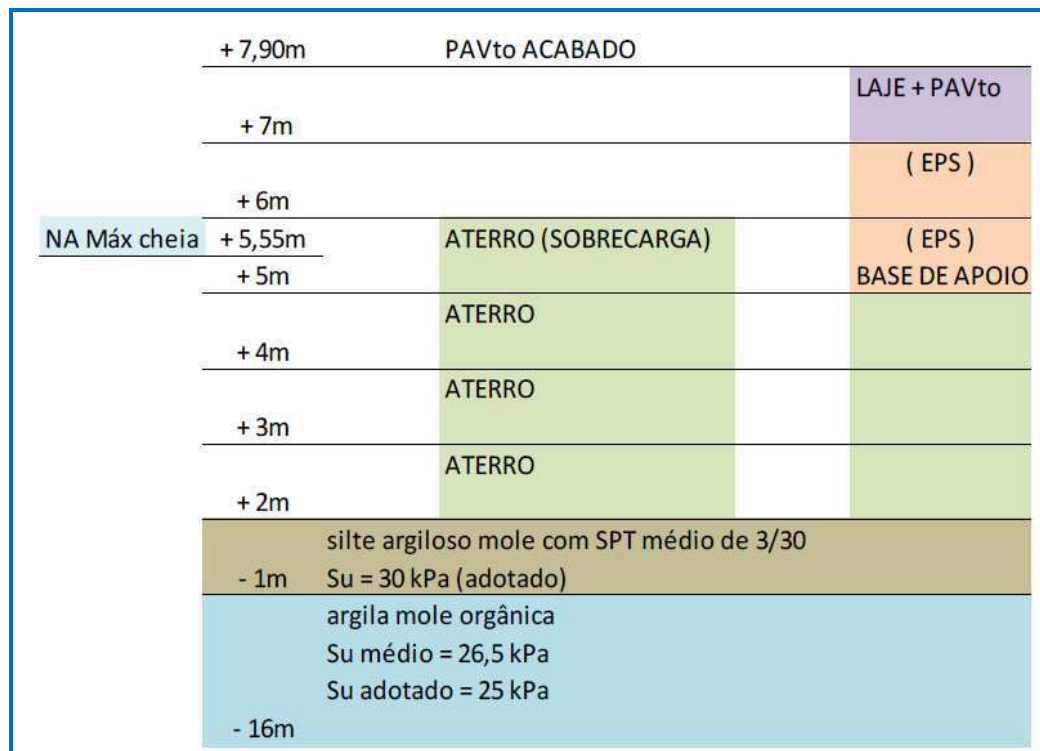 + 7,90m PAVto ACABADO
LAJE + PAVto
+ 7m
( EPS )
+ 6m
NA Máx cheia + 5,55m ATERRO (SOBRECARGA) ( EPS )
+ 5m BASE DE APOIO
ATERRO
+ 4m
ATERRO
+ 3m
ATERRO
+ 2m
silte argiloso mole com SPT médio de 3/30
- 1m Su = 30 kPa (adotado)
argila mole orgânica
Su médio = 26,5 kPa
Su adotado = 25 kPa
- 16m